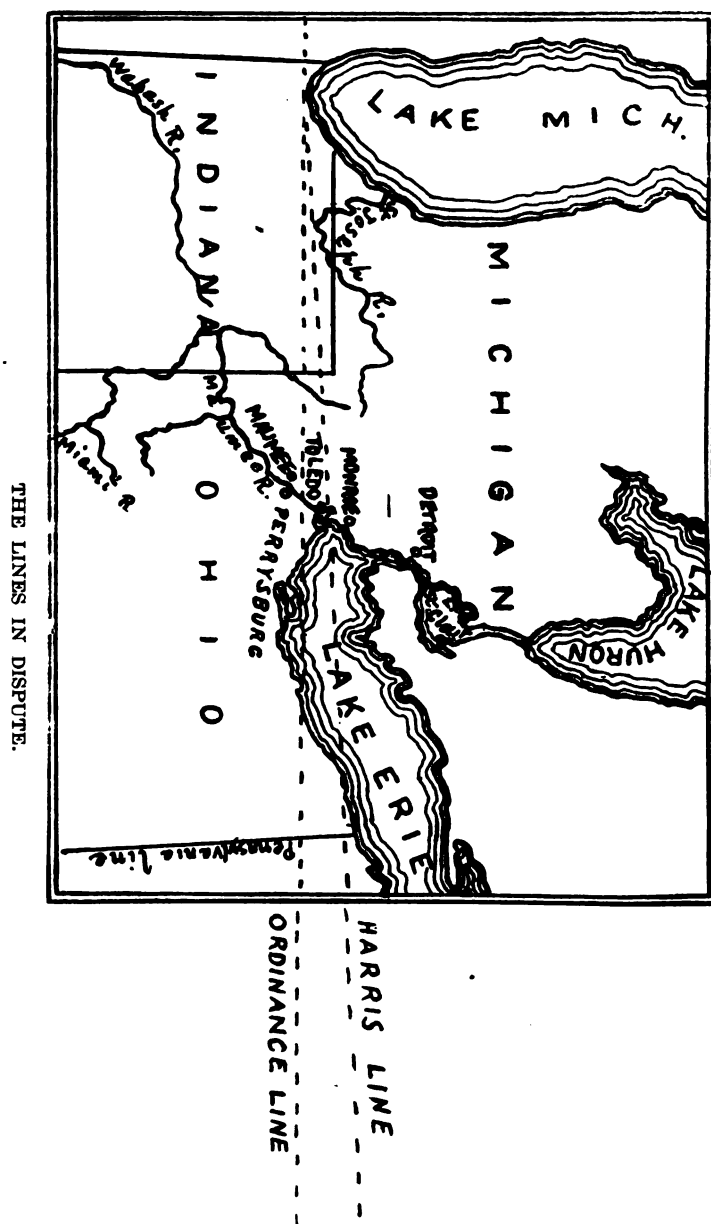 LAKE MICH.
MICHIGAN
LAKE HURON
St Joseph R.
DETROIT
MONROE
TOLEDO
MAUMEE
PERRYSBURG
LAKE ERIE
Wabash R.
INDIANA
Maumee R.
Miami R
OHIO
Pensylvania line
HARRIS LINE
ORDINANCE LINE
THE LINES IN DISPUTE.